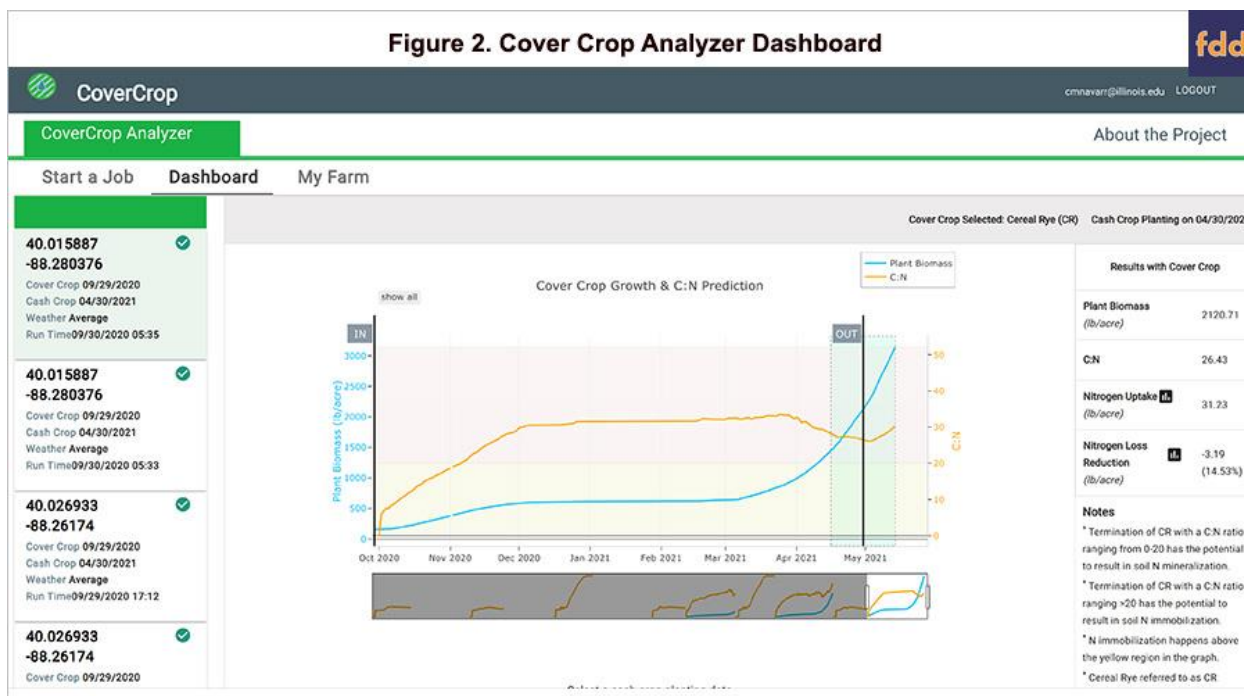 Figure 2. Cover Crop Analyzer Dashboard
fdd
CoverCrop
cmnavarr@illinois.edu LOGOUT
CoverCrop Analyzer
About the Project
Start a Job Dashboard My Farm
Cover Crop Selected: Cereal Rye (CR) Cash Crop Planting on 04/30/202
40.015887
-88.280376
Cover Crop 09/29/2020
Cash Crop 04/30/2021
Weather Average
Run Time09/30/2020 05:35
40.015887
-88.280376
Cover Crop 09/29/2020
Cash Crop 04/30/2021
Weather Average
Run Time09/30/2020 05:33
40.026933
-88.26174
Cover Crop 09/29/2020
Cash Crop 04/30/2021
Weather Average
Run Time09/29/2020 17:12
40.026933
-88.26174
Cover Crop 09/29/2020
Plant Biomass
C:N
Cover Crop Growth & C:N Prediction
show all
IN
OUT
Plant Biomass (lb/acre)
3000
2500
2000
1500
1000
500
0
50
40
30
20
10
0
C:N
Oct 2020 Nov 2020 Dec 2020 Jan 2021 Feb 2021 Mar 2021 Apr 2021 May 2021
Select a cash crop planting date
Results with Cover Crop
Plant Biomass
(lb/acre)
2120.71
C:N 26.43
Nitrogen Uptake
(lb/acre)
31.23
Nitrogen Loss
Reduction
(lb/acre)
-3.19
(14.53%)
Notes
* Termination of CR with a C:N ratio
ranging from 0-20 has the potential
to result in soil N mineralization.
* Termination of CR with a C:N ratio
ranging >20 has the potential to
result in soil N immobilization.
* N immobilization happens above
the yellow region in the graph.
* Cereal Rye referred to as CR